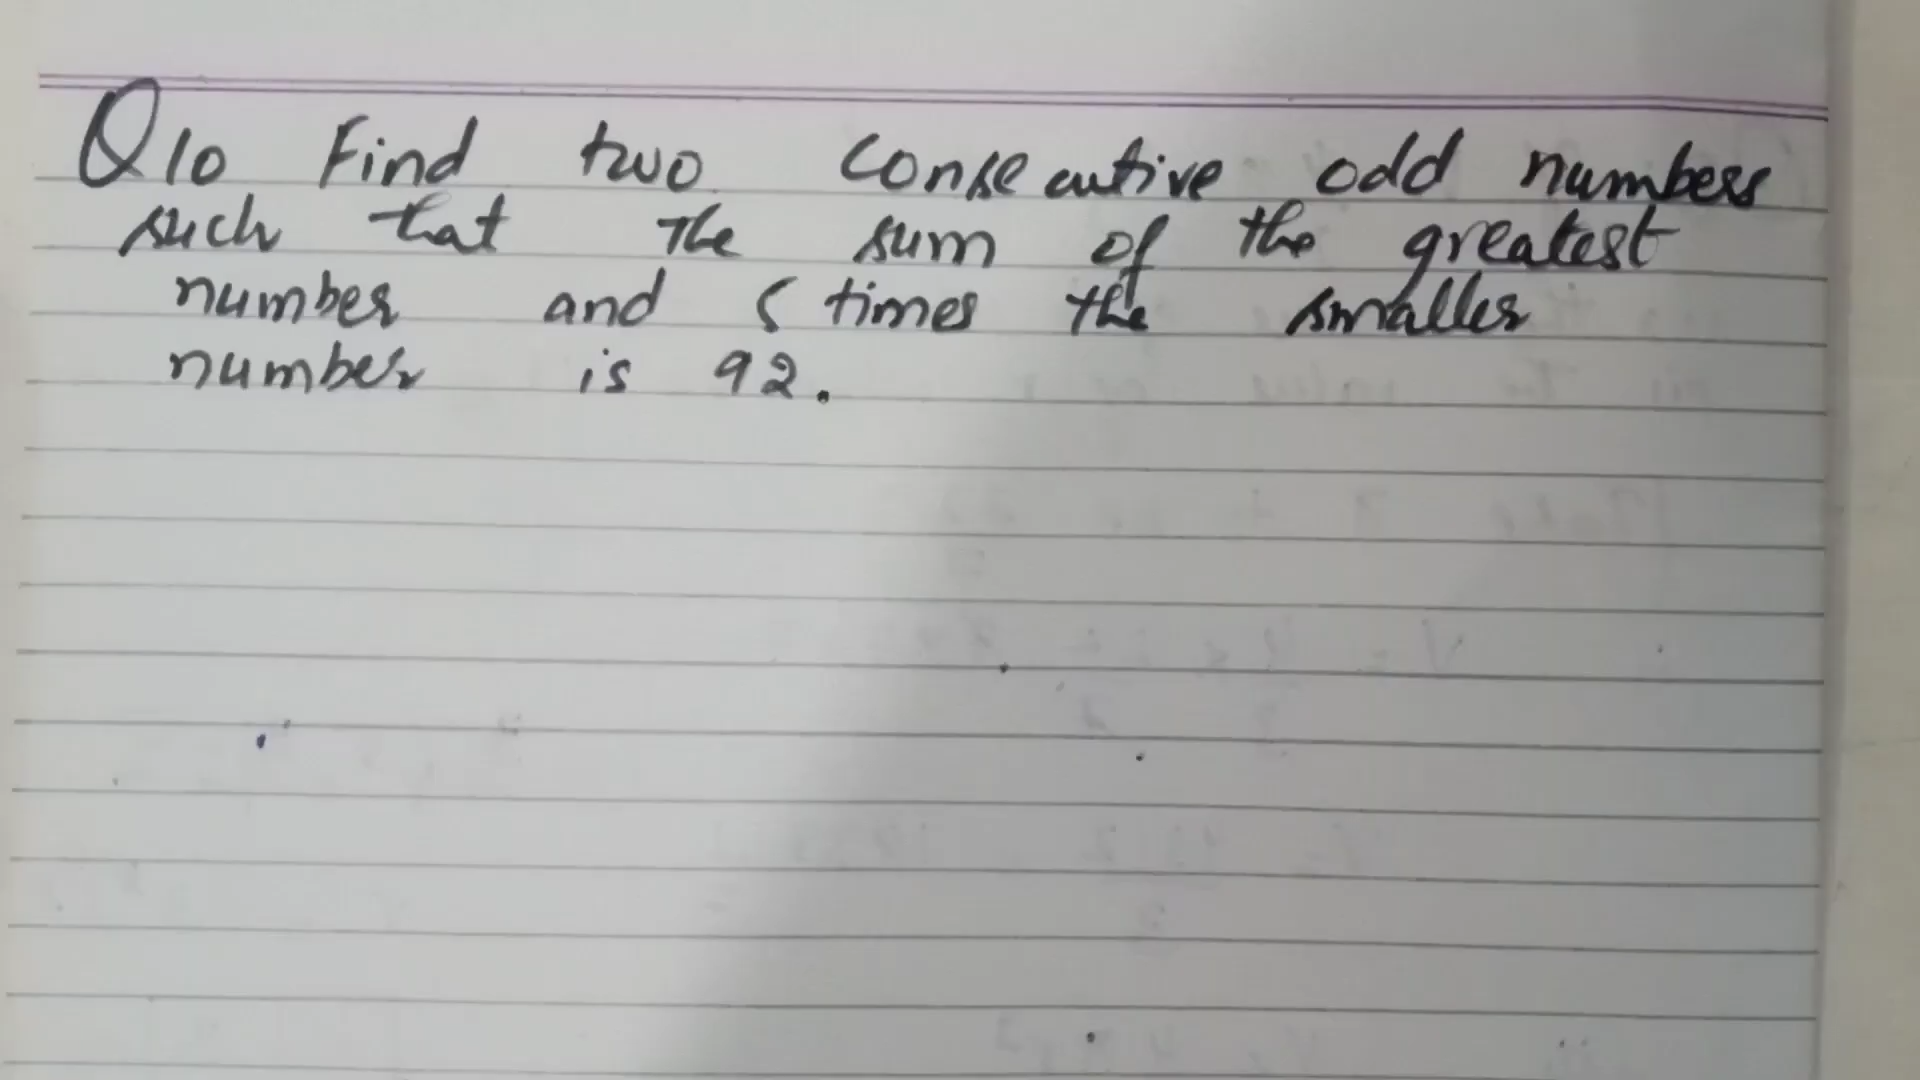 Q10 Find two consecutive odd numbers
such that the sum of the greatest
number and 5 times the smaller
number is 92.